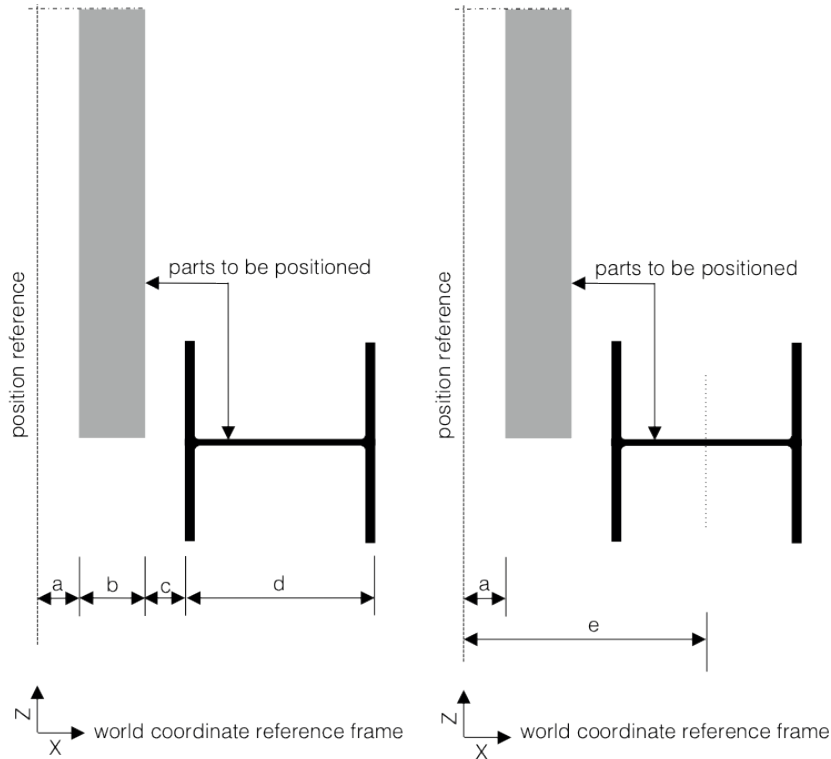 position reference
parts to be positioned
a
b
c
d
Z
X
world coordinate reference frame
position reference
parts to be positioned
a
e
Z
X
world coordinate reference frame